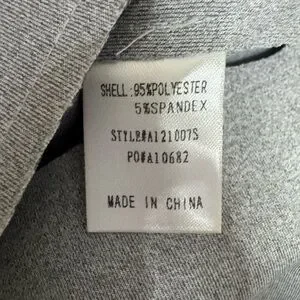 SHELL:95%POLYESTER
5%SPANDEX
STYLE#A121007S
PO#A10682
MADE IN CHINA